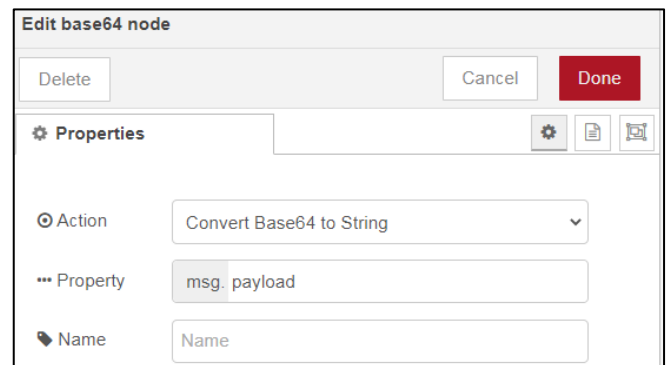 Edit base64 node
Delete Cancel Done
Properties
Action Convert Base64 to String
Property msg. payload
Name Name